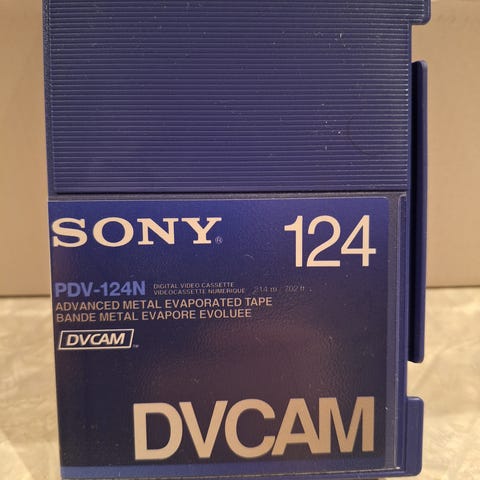 SONY® 124
PDV-124N DIGITAL VIDEO CASSETTE
VIDEOCASSETTE NUMERIQUE 214 m 702 ft
ADVANCED METAL EVAPORATED TAPE
BANDE METAL EVAPORE EVOLUEE
DVCAM™
DVCAM